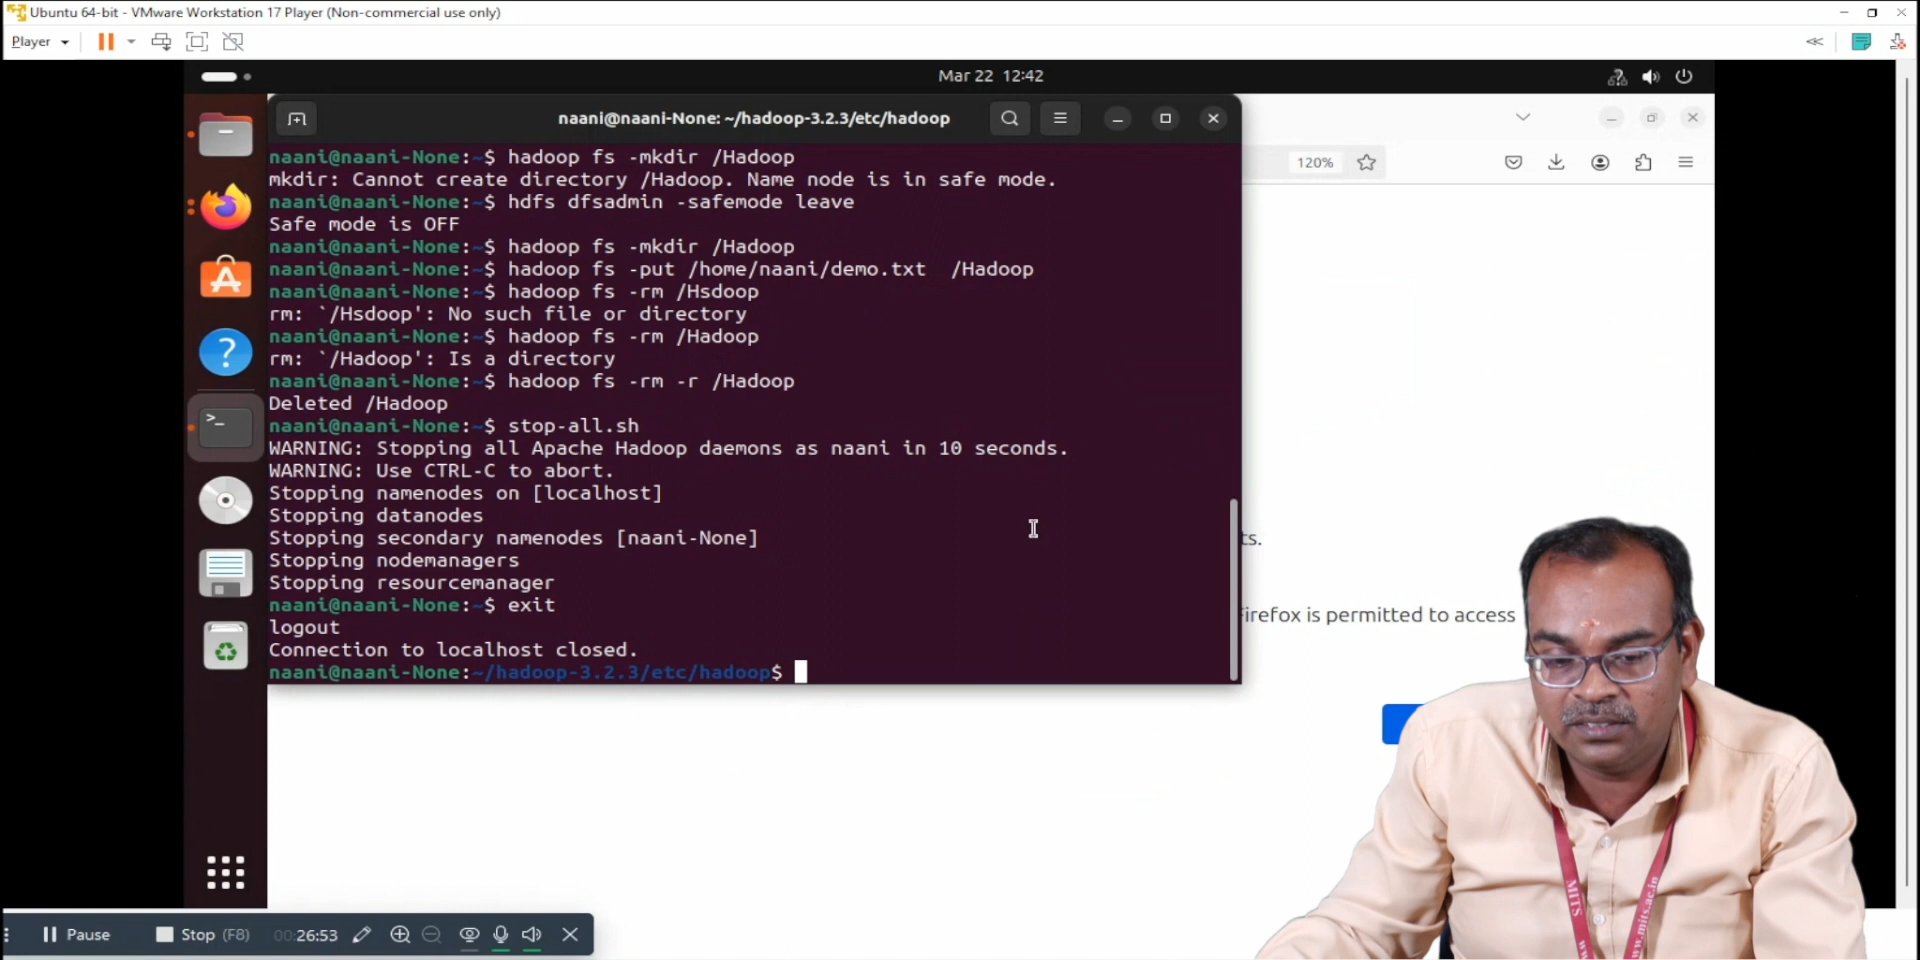 Ubuntu 64-bit - VMware Workstation 17 Player (Non-commercial use only)
Player
Mar 22 12:42
naani@naani-None: ~/hadoop-3.2.3/etc/hadoop
120%
naani@naani-None:~$ hadoop fs -mkdir /Hadoop
mkdir: Cannot create directory /Hadoop. Name node is in safe mode.
naani@naani-None:~$ hdfs dfsadmin -safemode leave
Safe mode is OFF
naani@naani-None:~$ hadoop fs -mkdir /Hadoop
naani@naani-None:~$ hadoop fs -put /home/naani/demo.txt  /Hadoop
naani@naani-None:~$ hadoop fs -rm /Hsdoop
rm: `/Hsdoop': No such file or directory
naani@naani-None:~$ hadoop fs -rm /Hadoop
rm: `/Hadoop': Is a directory
naani@naani-None:~$ hadoop fs -rm -r /Hadoop
Deleted /Hadoop
naani@naani-None:~$ stop-all.sh
WARNING: Stopping all Apache Hadoop daemons as naani in 10 seconds.
WARNING: Use CTRL-C to abort.
Stopping namenodes on [localhost]
Stopping datanodes
Stopping secondary namenodes [naani-None]
Stopping nodemanagers
Stopping resourcemanager
naani@naani-None:~$ exit
logout
Connection to localhost closed.
naani@naani-None:~/hadoop-3.2.3/etc/hadoop$
ts.
Firefox is permitted to access
MITS
www.mits.ac.in
Pause
Stop (F8)
00:26:53